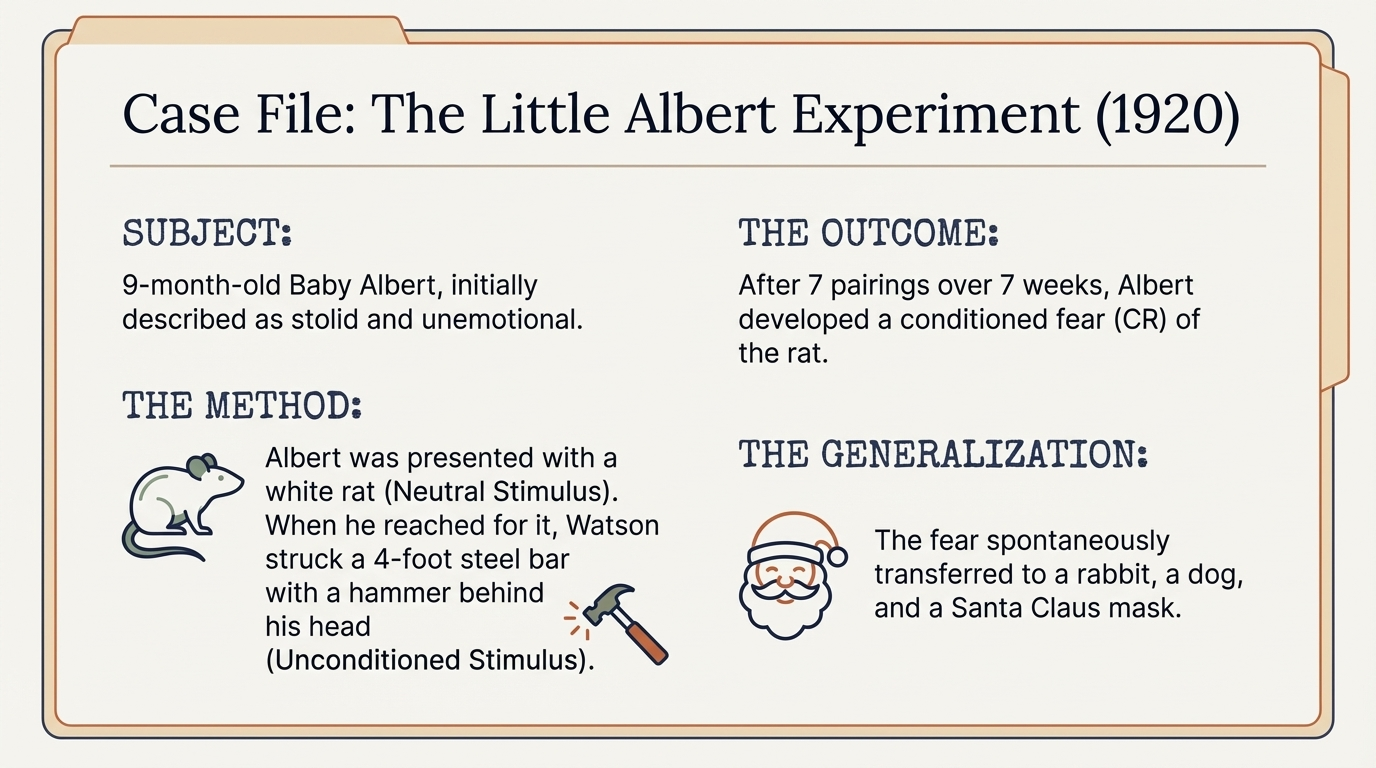 Case File: The Little Albert Experiment (1920)
SUBJECT:
9-month-old Baby Albert, initially
described as stolid and unemotional.
THE METHOD:
Albert was presented with a
white rat (Neutral Stimulus).
When he reached for it, Watson
struck a 4-foot steel bar
with a hammer behind
his head
(Unconditioned Stimulus).
THE OUTCOME:
After 7 pairings over 7 weeks, Albert
developed a conditioned fear (CR) of
the rat.
THE GENERALIZATION:
The fear spontaneously
transferred to a rabbit, a dog,
and a Santa Claus mask.